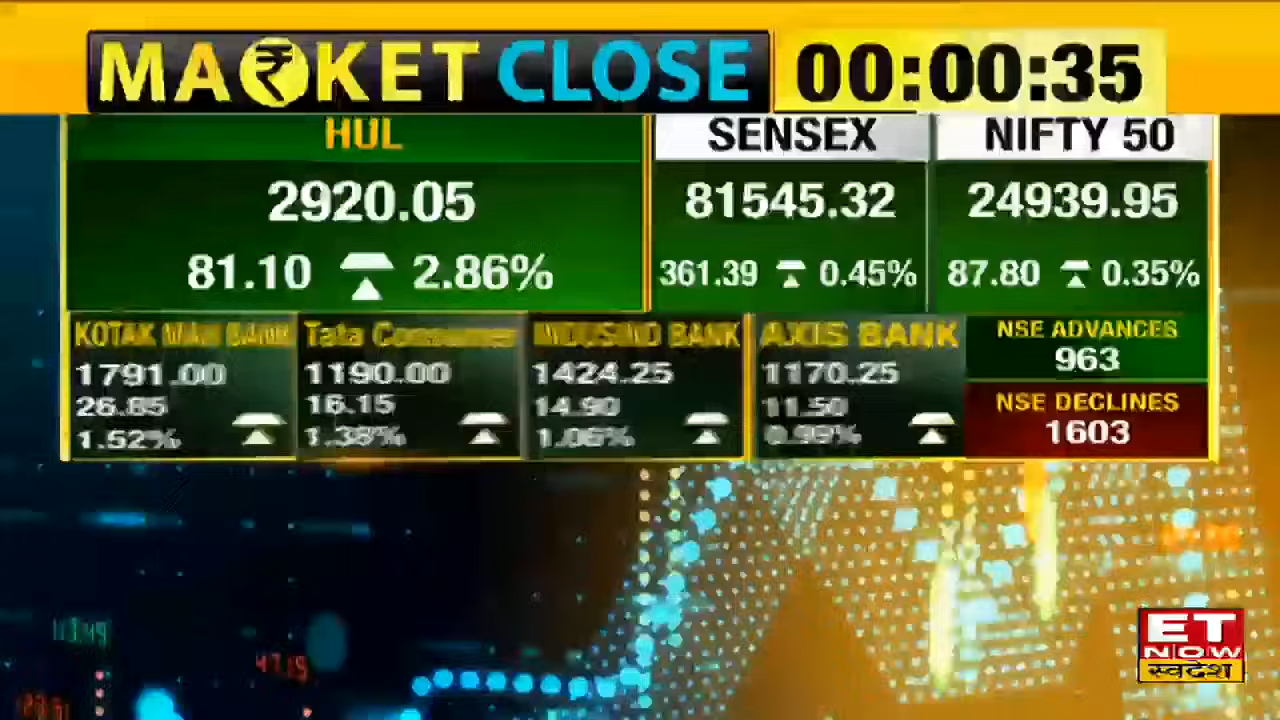 MA₹KET CLOSE 00:00:35
HUL
2920.05
81.10 2.86%
SENSEX
81545.32
361.39 0.45%
NIFTY 50
24939.95
87.80 0.35%
KOTAK MAH BANK
1791.00
26.85
1.52%
Tata Consumer
1190.00
16.15
1.38%
INDUSIND BANK
1424.25
14.90
1.06%
AXIS BANK
1170.25
11.50
0.99%
NSE ADVANCES
963
NSE DECLINES
1603
ET
NOW
स्वदेश